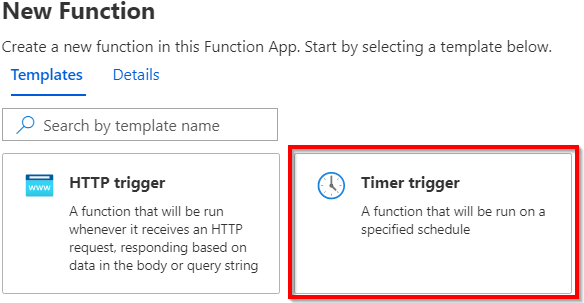 New Function
Create a new function in this Function App. Start by selecting a template below.
Templates Details
Search by template name
www
HTTP trigger
A function that will be run
whenever it receives an HTTP
request, responding based on
data in the body or query string
Timer trigger
A function that will be run on a
specified schedule